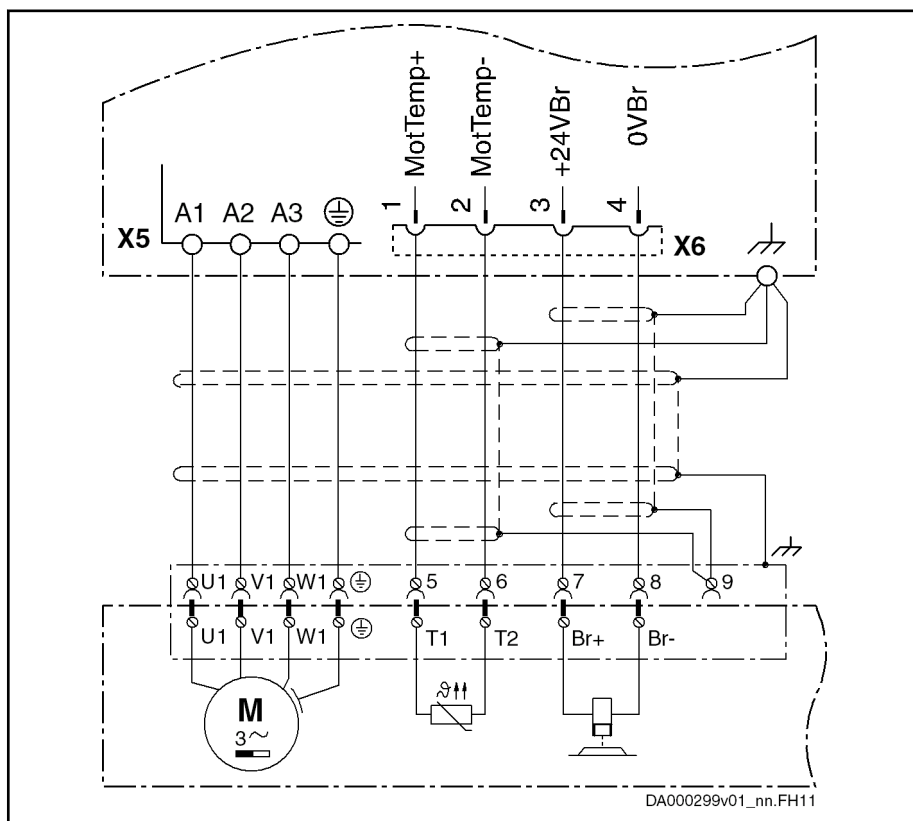 MotTemp+
MotTemp-
+24VBr
0VBr
1
2
3
4
X5
A1
A2
A3
X6
U1
V1
W1
5
6
7
8
9
U1
V1
W1
T1
T2
Br+
Br-
ϑ
M
3~
DA000299v01_nn.FH11